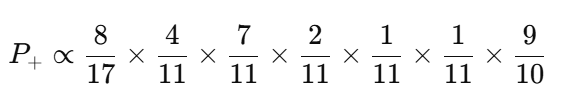 P₊ ∝ 8/17 × 4/11 × 7/11 × 2/11 × 1/11 × 1/11 × 9/10